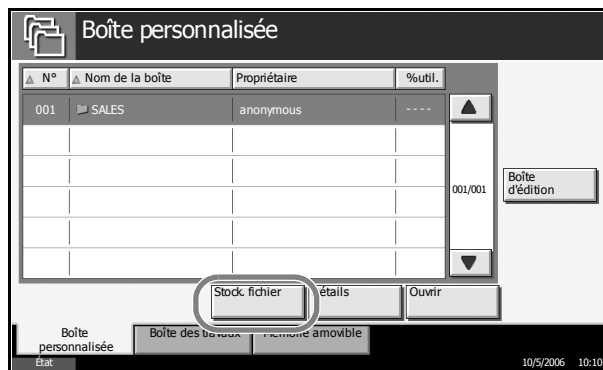 Boîte personnalisée
N° Nom de la boîte Propriétaire %util.
001 SALES anonymous ----
001/001
Boîte
d'édition
Stock. fichier Détails Ouvrir
Boîte
personnalisée
Boîte des travaux Mémoire amovible
État 10/5/2006 10:10